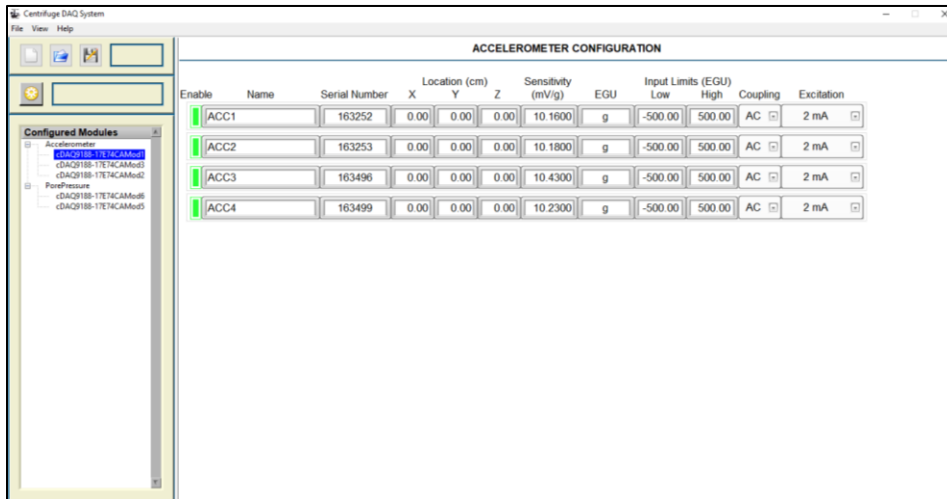 Centrifuge DAQ System
File View Help
ACCELEROMETER CONFIGURATION
Location (cm) Sensitivity Input Limits (EGU)
Enable Name Serial Number X Y Z (mV/g) EGU Low High Coupling Excitation
ACC1 163252 0.00 0.00 0.00 10.1600 g -500.00 500.00 AC 2 mA
ACC2 163253 0.00 0.00 0.00 10.1800 g -500.00 500.00 AC 2 mA
ACC3 163496 0.00 0.00 0.00 10.4300 g -500.00 500.00 AC 2 mA
ACC4 163499 0.00 0.00 0.00 10.2300 g -500.00 500.00 AC 2 mA
Configured Modules
Accelerometer
cDAQ9188-17E74CAMod1
cDAQ9188-17E74CAMod3
cDAQ9188-17E74CAMod2
PorePressure
cDAQ9188-17E74CAMod6
cDAQ9188-17E74CAMod5